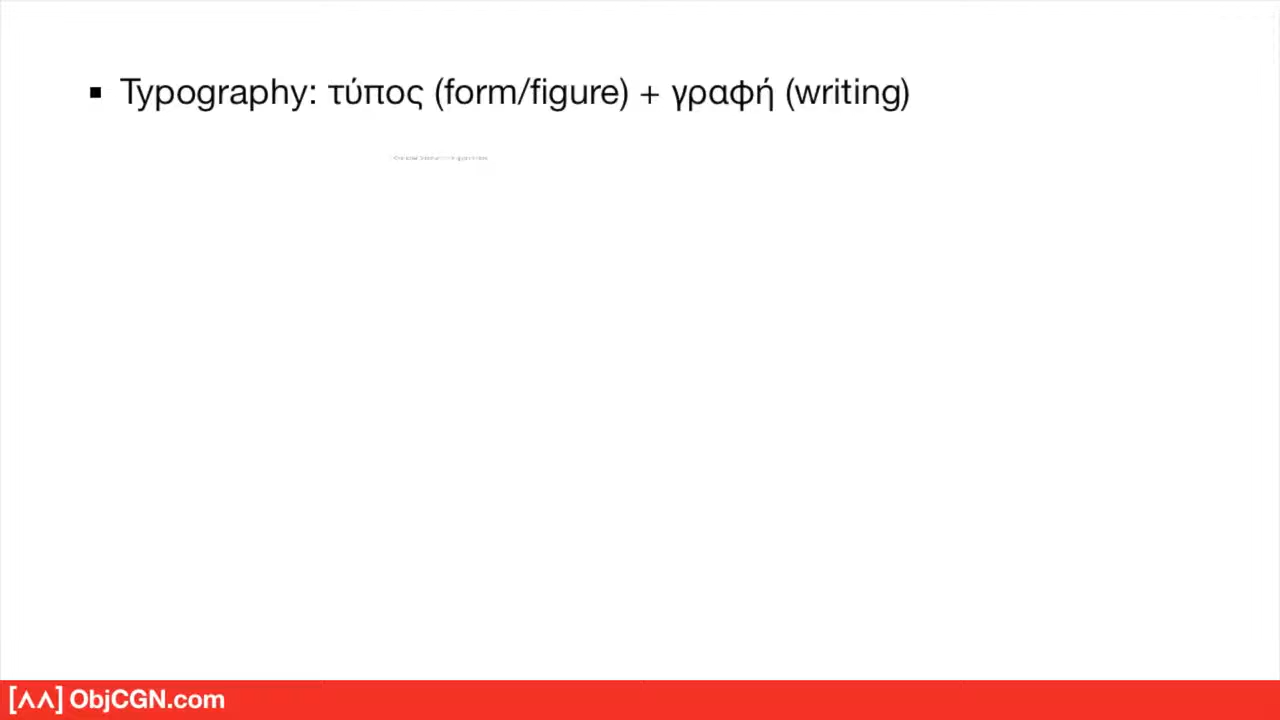 ▪ Typography: τύπος (form/figure) + γραφή (writing)
[ʌʌ] ObjCGN.com